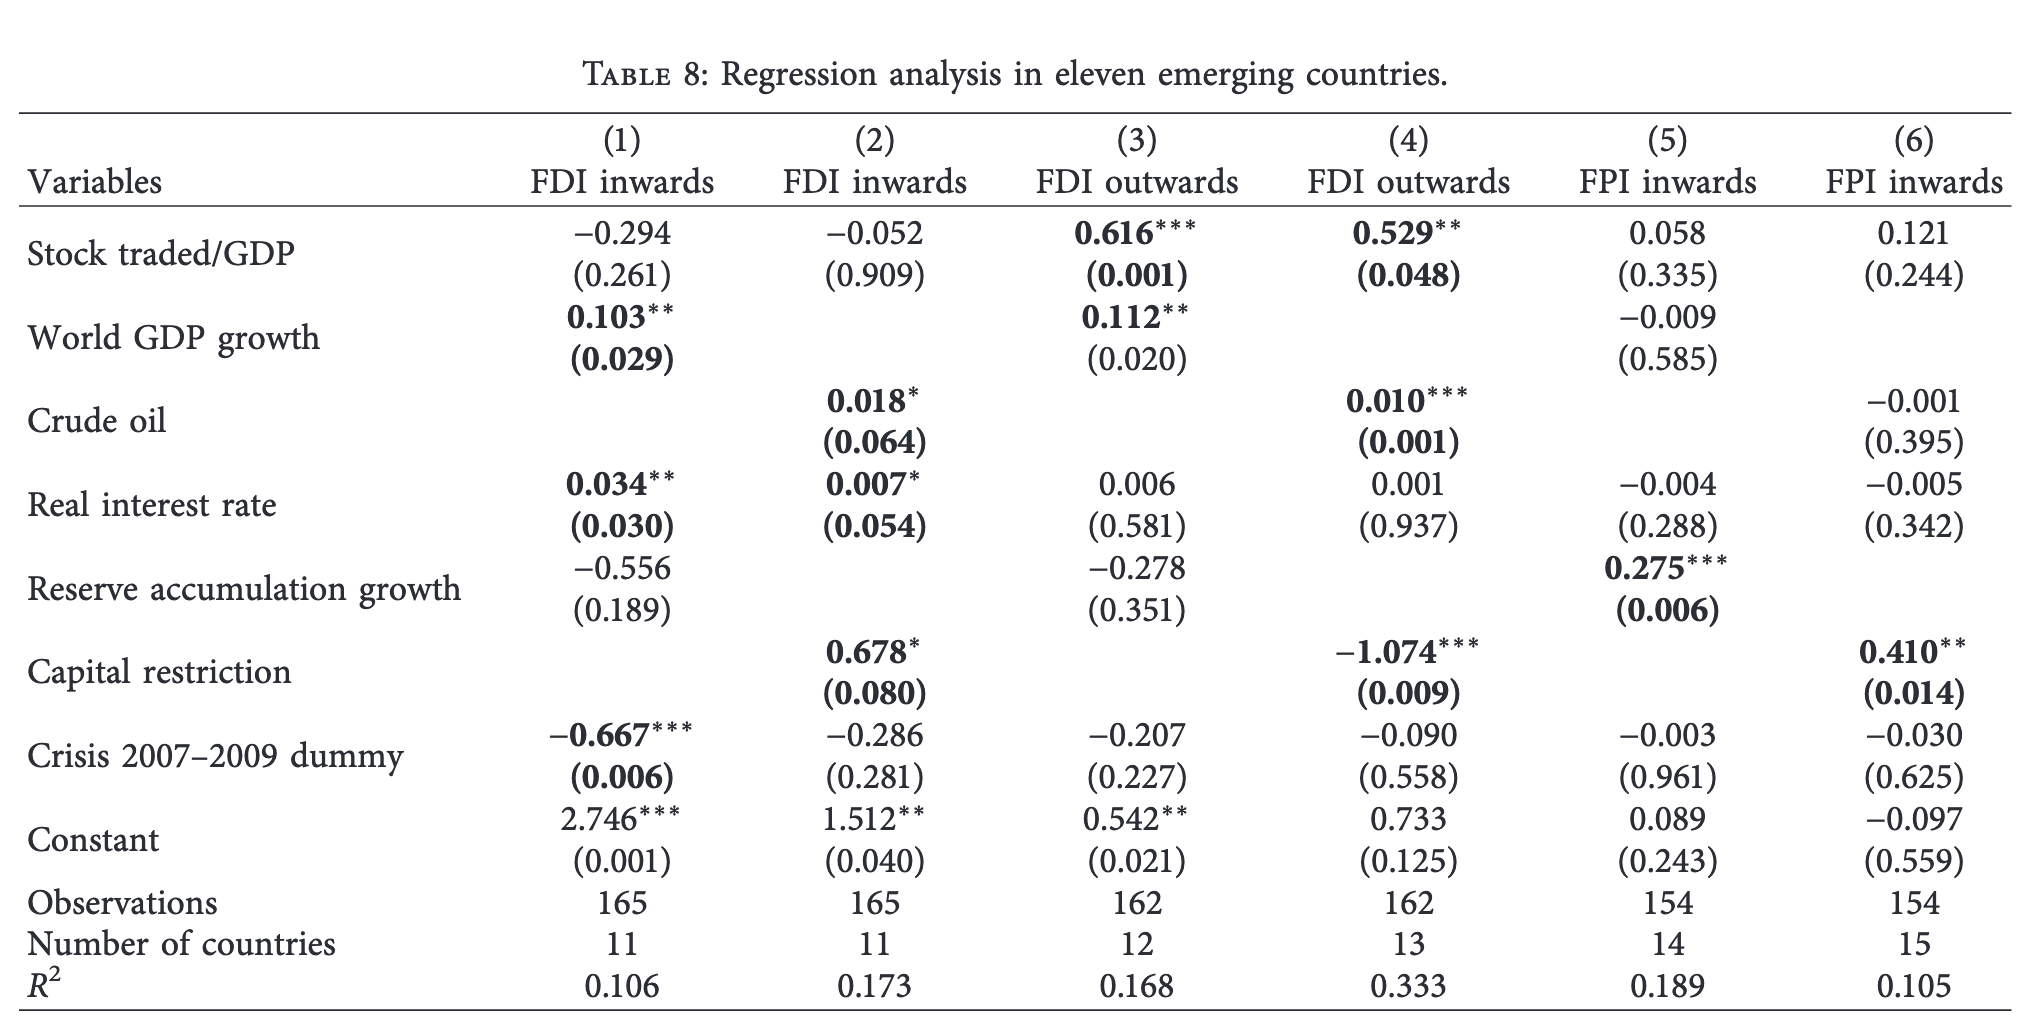 TABLE 8: Regression analysis in eleven emerging countries.
(1) (2) (3) (4) (5) (6)
Variables FDI inwards FDI inwards FDI outwards FDI outwards FPI inwards FPI inwards
Stock traded/GDP −0.294 −0.052 0.616*** 0.529** 0.058 0.121
(0.261) (0.909) (0.001) (0.048) (0.335) (0.244)
World GDP growth 0.103** 0.112** −0.009
(0.029) (0.020) (0.585)
Crude oil 0.018* 0.010*** −0.001
(0.064) (0.001) (0.395)
Real interest rate 0.034** 0.007* 0.006 0.001 −0.004 −0.005
(0.030) (0.054) (0.581) (0.937) (0.288) (0.342)
Reserve accumulation growth −0.556 −0.278 0.275***
(0.189) (0.351) (0.006)
Capital restriction 0.678* −1.074*** 0.410**
(0.080) (0.009) (0.014)
Crisis 2007–2009 dummy −0.667*** −0.286 −0.207 −0.090 −0.003 −0.030
(0.006) (0.281) (0.227) (0.558) (0.961) (0.625)
Constant 2.746*** 1.512** 0.542** 0.733 0.089 −0.097
(0.001) (0.040) (0.021) (0.125) (0.243) (0.559)
Observations 165 165 162 162 154 154
Number of countries 11 11 12 13 14 15
R² 0.106 0.173 0.168 0.333 0.189 0.105